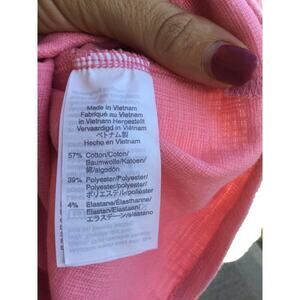 Made in Vietnam
Fabriqué au Vietnam
in Vietnam Hergestellt
Vervaardigd in Vietnam
ベトナム製
Hecho en Vietnam
57% Cotton/Coton/
Baumwolle/Katoen/
綿/algodón
39% Polyester/Polyester/
Polyester/polyester/
ポリエステル/poliéster
4% Elastane/Élasthanne/
Elastan/Elastaan/
エラステーン/elastano